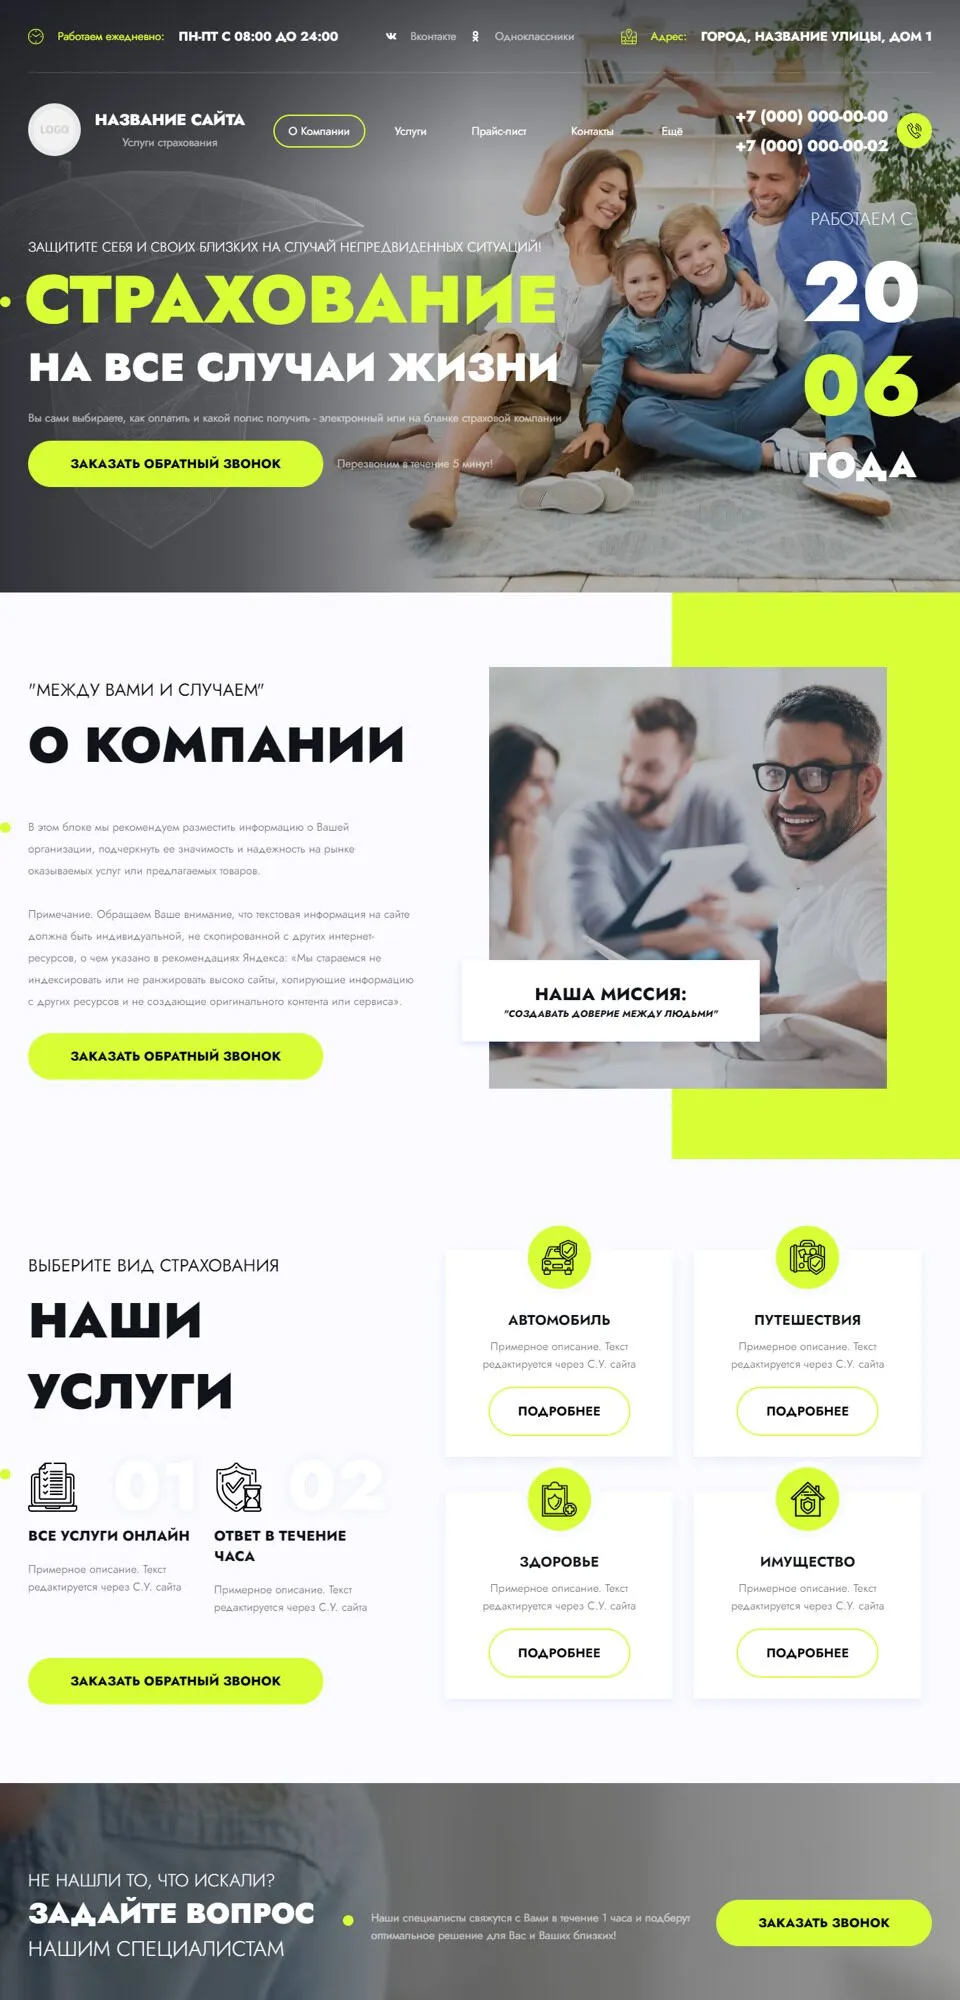 Работаем ежедневно: ПН-ПТ С 08:00 ДО 24:00
Вконтакте
Одноклассники
Адрес: ГОРОД, НАЗВАНИЕ УЛИЦЫ, ДОМ 1
LOGO
НАЗВАНИЕ САЙТА
Услуги страхования
О Компании
Услуги
Прайс-лист
Контакты
Ещё
+7 (000) 000-00-00
+7 (000) 000-00-02
ЗАЩИТИТЕ СЕБЯ И СВОИХ БЛИЗКИХ НА СЛУЧАЙ НЕПРЕДВИДЕННЫХ СИТУАЦИЙ!
СТРАХОВАНИЕ
НА ВСЕ СЛУЧАИ ЖИЗНИ
Вы сами выбираете, как оплатить и какой полис получить - электронный или на бланке страховой компании
ЗАКАЗАТЬ ОБРАТНЫЙ ЗВОНОК
Перезвоним в течение 5 минут!
РАБОТАЕМ С
20
06
ГОДА
"МЕЖДУ ВАМИ И СЛУЧАЕМ"
О КОМПАНИИ
В этом блоке мы рекомендуем разместить информацию о Вашей
организации, подчеркнуть ее значимость и надежность на рынке
оказываемых услуг или предлагаемых товаров.
Примечание. Обращаем Ваше внимание, что текстовая информация на сайте
должна быть индивидуальной, не скопированной с других интернет-
ресурсов, о чем указано в рекомендациях Яндекса: «Мы стараемся не
индексировать или не ранжировать высоко сайты, копирующие информацию
с других ресурсов и не создающие оригинального контента или сервиса».
ЗАКАЗАТЬ ОБРАТНЫЙ ЗВОНОК
НАША МИССИЯ:
"СОЗДАВАТЬ ДОВЕРИЕ МЕЖДУ ЛЮДЬМИ"
ВЫБЕРИТЕ ВИД СТРАХОВАНИЯ
НАШИ
УСЛУГИ
01
ВСЕ УСЛУГИ ОНЛАЙН
Примерное описание. Текст
редактируется через С.У. сайта
02
ОТВЕТ В ТЕЧЕНИЕ
ЧАСА
Примерное описание. Текст
редактируется через С.У. сайта
ЗАКАЗАТЬ ОБРАТНЫЙ ЗВОНОК
АВТОМОБИЛЬ
Примерное описание. Текст
редактируется через С.У. сайта
ПОДРОБНЕЕ
ПУТЕШЕСТВИЯ
Примерное описание. Текст
редактируется через С.У. сайта
ПОДРОБНЕЕ
ЗДОРОВЬЕ
Примерное описание. Текст
редактируется через С.У. сайта
ПОДРОБНЕЕ
ИМУЩЕСТВО
Примерное описание. Текст
редактируется через С.У. сайта
ПОДРОБНЕЕ
НЕ НАШЛИ ТО, ЧТО ИСКАЛИ?
ЗАДАЙТЕ ВОПРОС
НАШИМ СПЕЦИАЛИСТАМ
Наши специалисты свяжутся с Вами в течение 1 часа и подберут
оптимальное решение для Вас и Ваших близких!
ЗАКАЗАТЬ ЗВОНОК